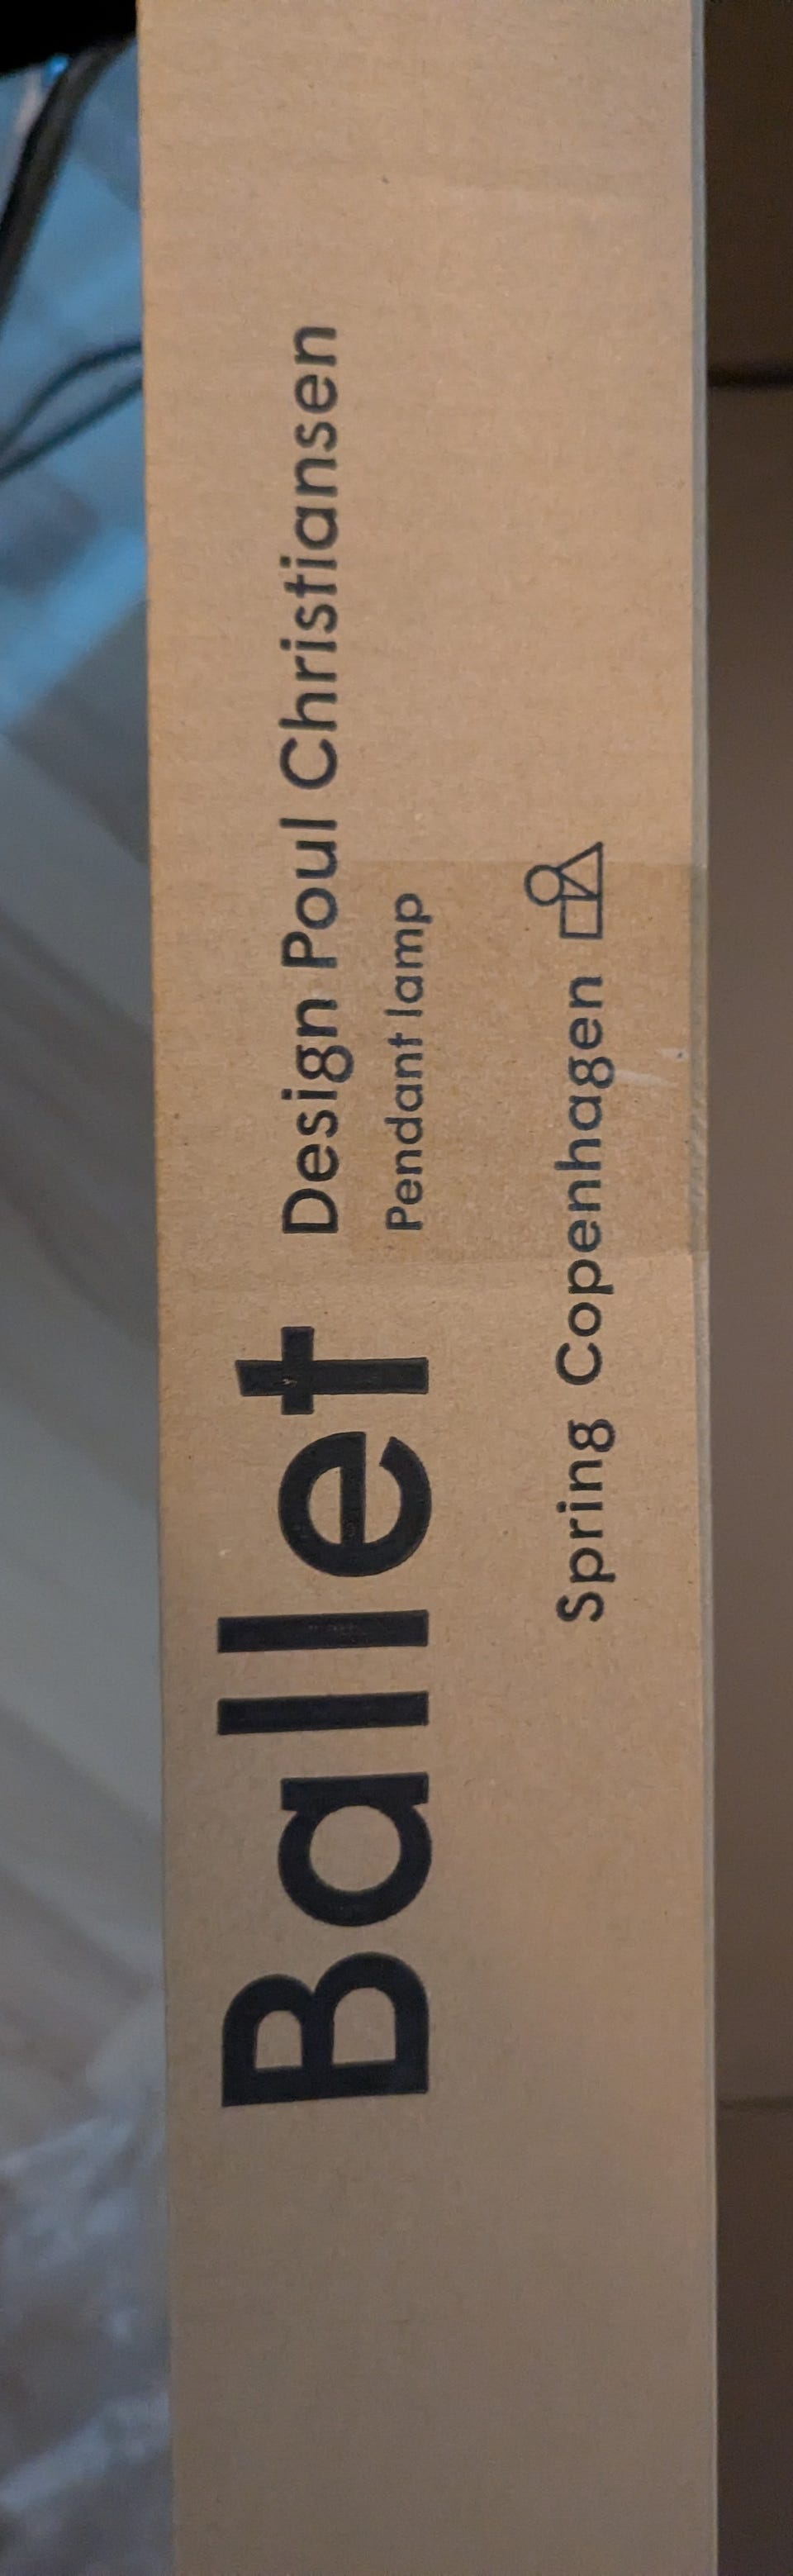 Ballet
Design Poul Christiansen
Pendant lamp
Spring Copenhagen